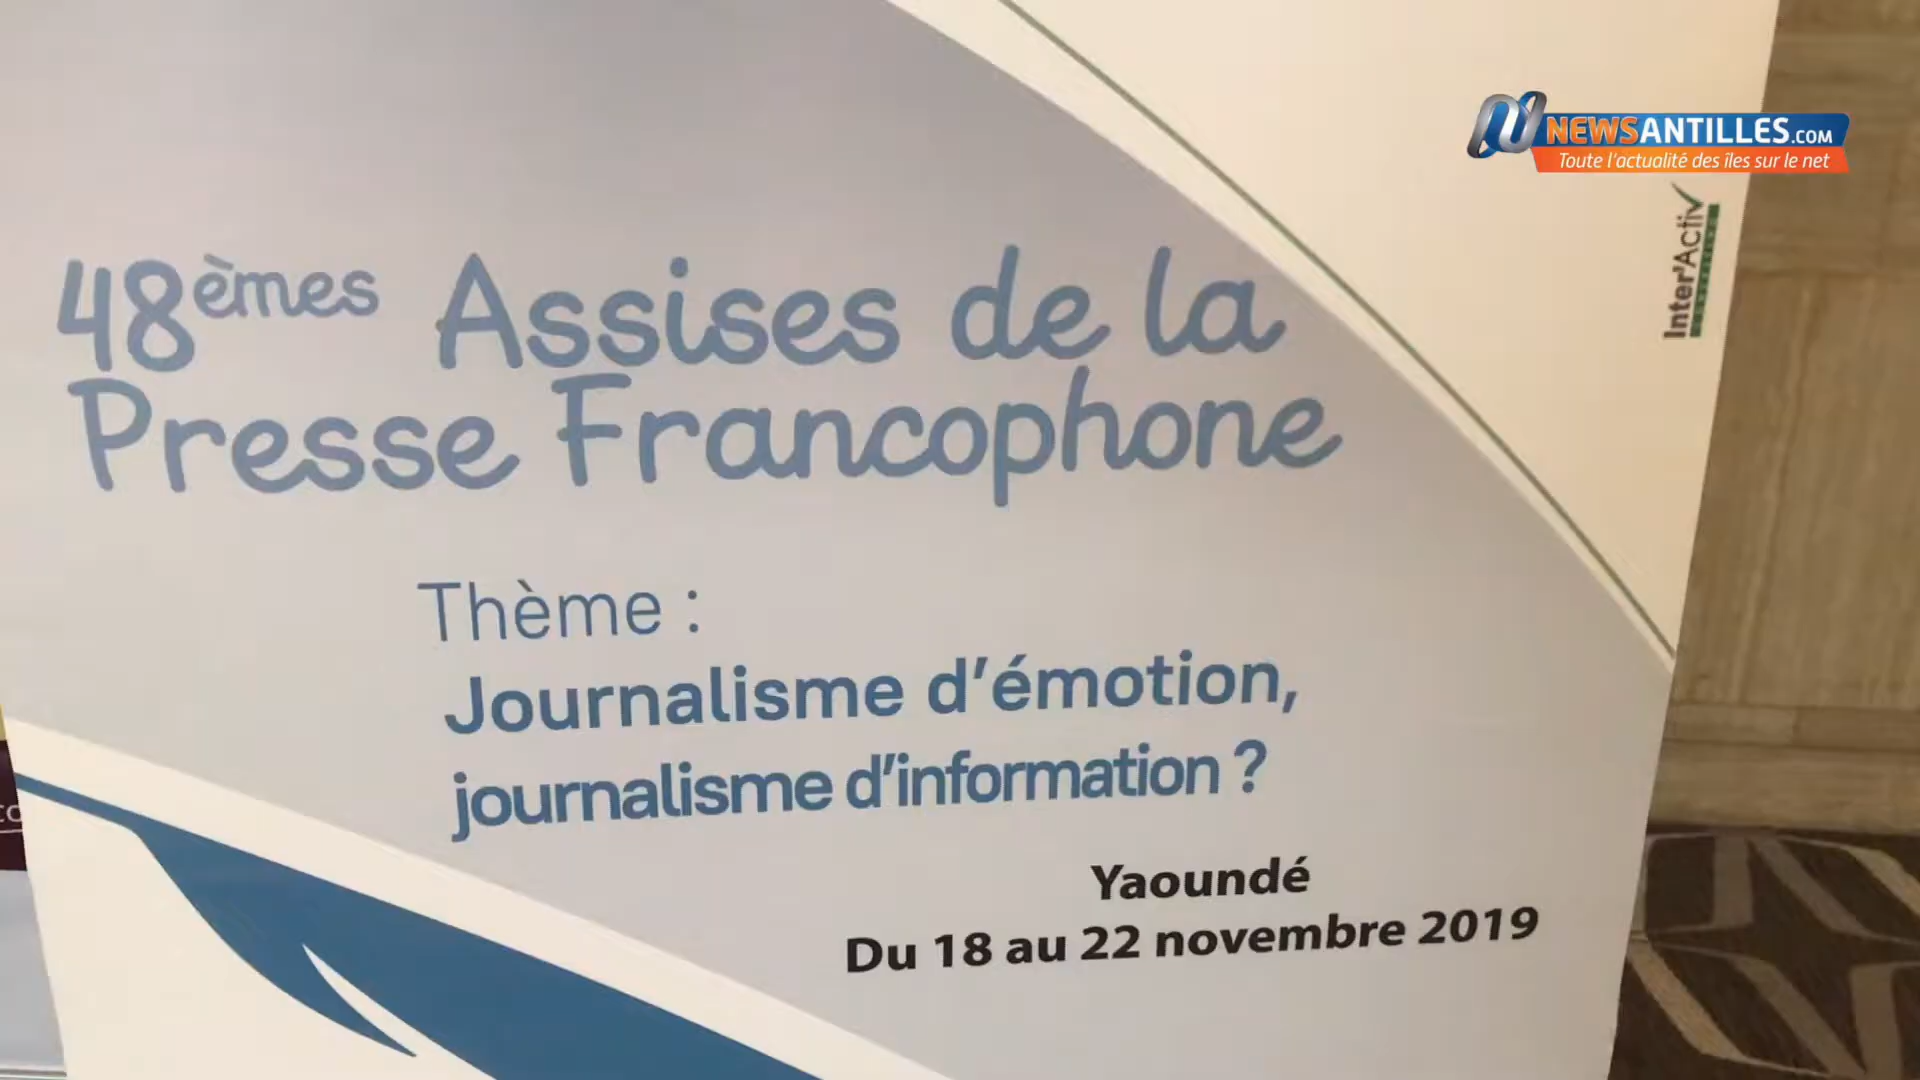 NEWSANTILLES.COM
Toute l'actualité des îles sur le net
Inter'Activ
48èmes Assises de la
Presse Francophone
Thème :
Journalisme d'émotion,
journalisme d'information ?
Yaoundé
Du 18 au 22 novembre 2019